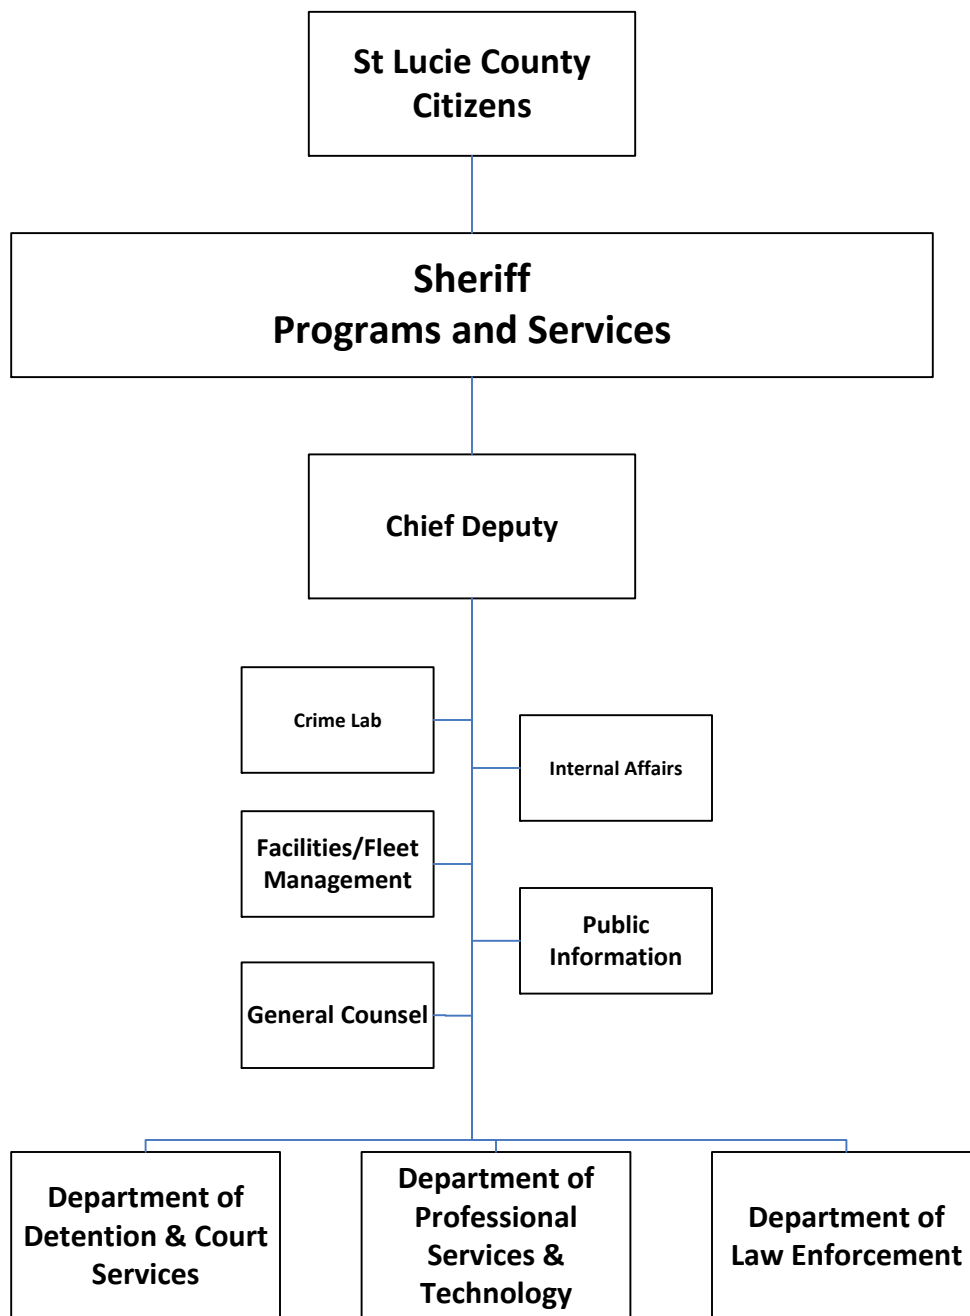 St Lucie County
Citizens
Sheriff
Programs and Services
Chief Deputy
Crime Lab
Internal Affairs
Facilities/Fleet
Management
Public
Information
General Counsel
Department of
Detention & Court
Services
Department of
Professional
Services &
Technology
Department of
Law Enforcement